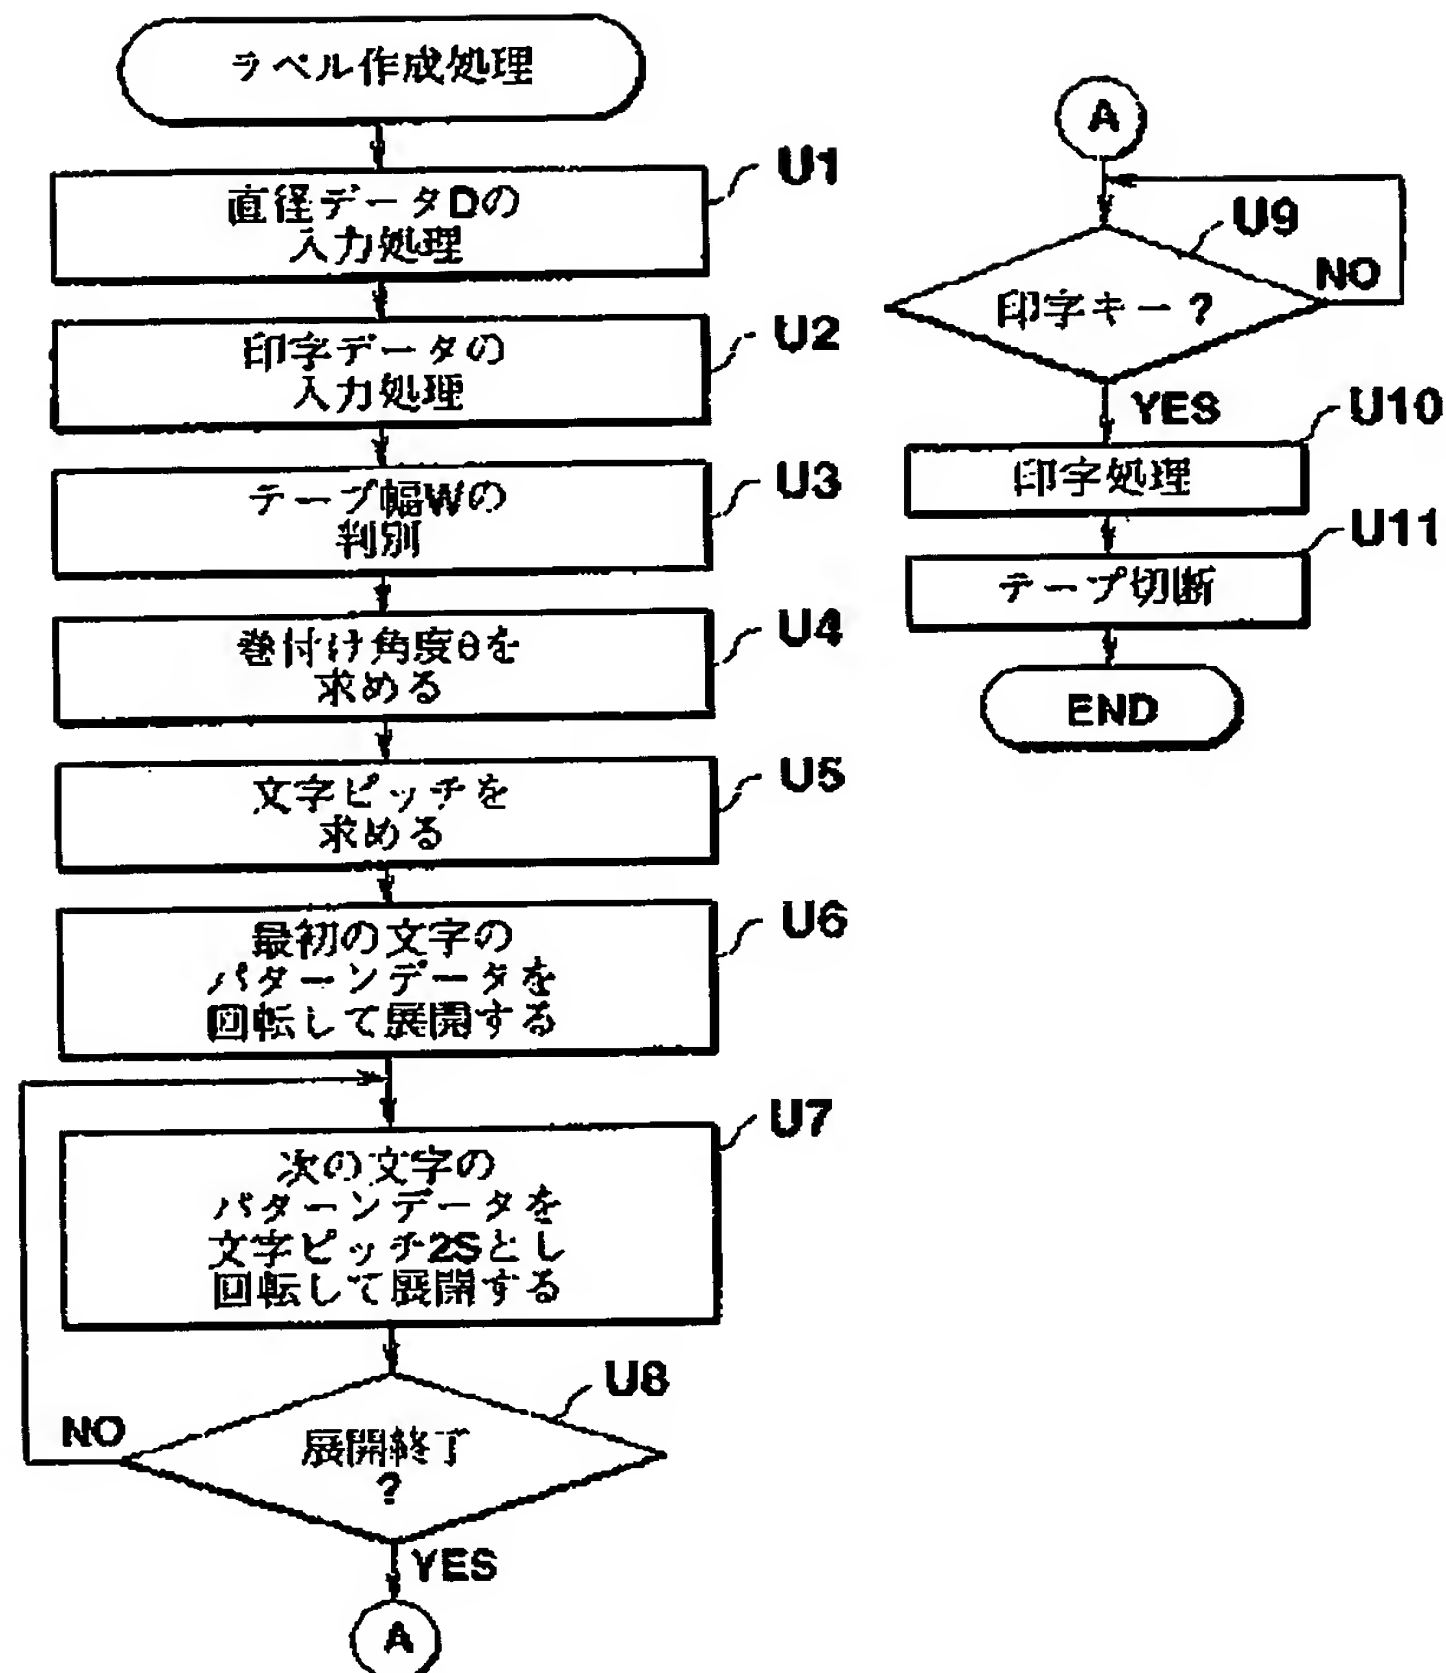 ラベル作成処理
U1
直径データDの
入力処理
U2
印字データの
入力処理
U3
テープ幅Wの
判別
U4
巻付け角度θを
求める
U5
文字ピッチを
求める
U6
最初の文字の
パターンデータを
回転して展開する
U7
次の文字の
パターンデータを
文字ピッチ2Sとし
回転して展開する
U8
展開終了
?
NO
YES
A
A
U9
印字キー?
NO
YES
U10
印字処理
U11
テープ切断
END